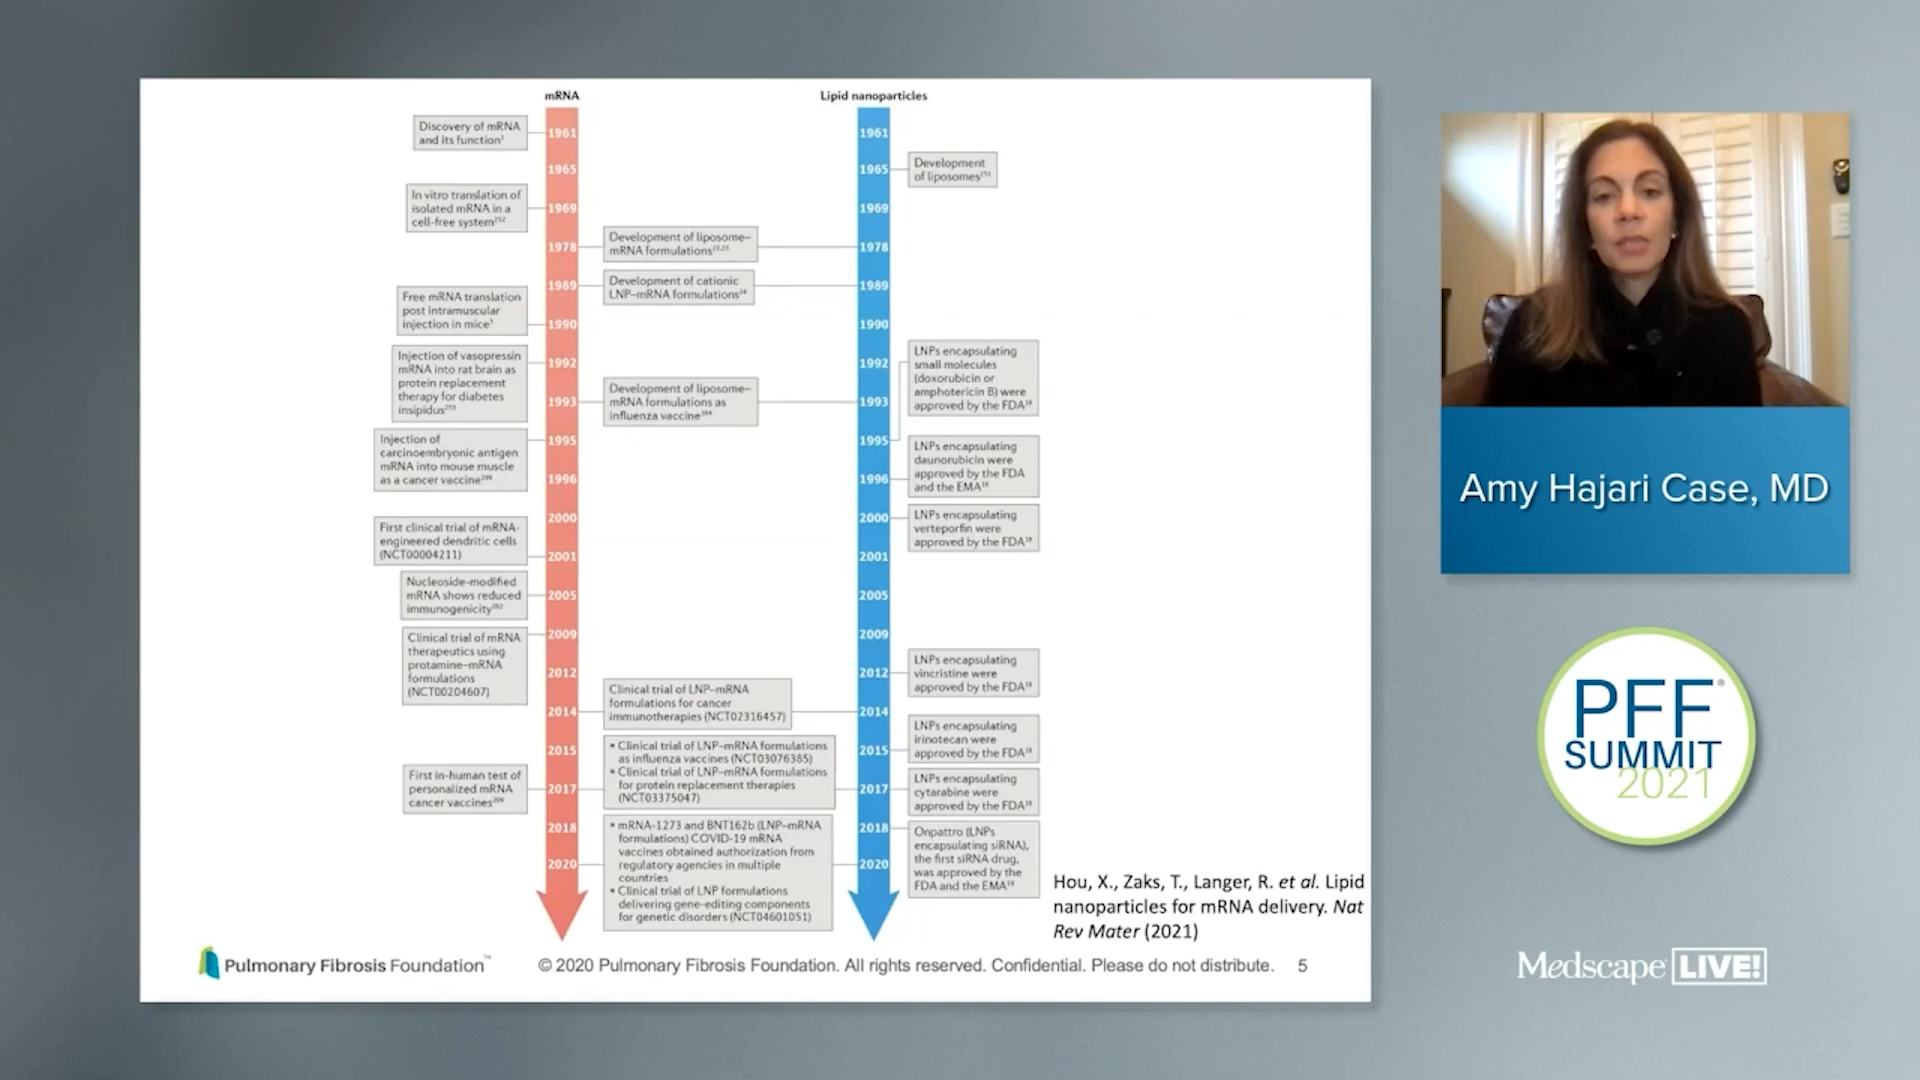 mRNA
Discovery of mRNA
and its function¹
In vitro translation of
isolated mRNA in a
cell-free system²⁵²
Free mRNA translation
post intramuscular
injection in mice⁵
Injection of vasopressin
mRNA into rat brain as
protein replacement
therapy for diabetes
insipidus²⁵³
Injection of
carcinoembryonic antigen
mRNA into mouse muscle
as a cancer vaccine
First clinical trial of mRNA-
engineered dendritic cells
(NCT00004211)
Nucleoside-modified
mRNA shows reduced
immunogenicity
Clinical trial of mRNA
therapeutics using
protamine–mRNA
formulations
(NCT00204607)
First in-human test of
personalized mRNA
cancer vaccines²⁰⁹
1961
1965
1969
1978
1989
1990
1992
1993
1995
1996
2000
2001
2005
2009
2012
2014
2015
2017
2018
2020
Development of liposome–
mRNA formulations
Development of cationic
LNP–mRNA formulations²⁴
Development of liposome–
mRNA formulations as
influenza vaccine¹⁸⁴
Clinical trial of LNP–mRNA
formulations for cancer
immunotherapies (NCT02316457)
• Clinical trial of LNP–mRNA formulations
as influenza vaccines (NCT03076385)
• Clinical trial of LNP–mRNA formulations
for protein replacement therapies
(NCT03375047)
• mRNA-1273 and BNT162b (LNP–mRNA
formulations) COVID-19 mRNA
vaccines obtained authorization from
regulatory agencies in multiple
countries
• Clinical trial of LNP formulations
delivering gene-editing components
for genetic disorders (NCT04601051)
Lipid nanoparticles
1961
1965
1969
1978
1989
1990
1992
1993
1995
1996
2000
2001
2005
2009
2012
2014
2015
2017
2018
2020
Development
of liposomes²⁵¹
LNPs encapsulating
small molecules
(doxorubicin or
amphotericin B) were
approved by the FDA¹⁸
LNPs encapsulating
daunorubicin were
approved by the FDA
and the EMA¹⁸
LNPs encapsulating
verteporfin were
approved by the FDA¹⁸
LNPs encapsulating
vincristine were
approved by the FDA¹⁸
LNPs encapsulating
irinotecan were
approved by the FDA¹⁸
LNPs encapsulating
cytarabine were
approved by the FDA¹⁸
Onpattro (LNPs
encapsulating siRNA),
the first siRNA drug,
was approved by the
FDA and the EMA¹⁸
Hou, X., Zaks, T., Langer, R. et al. Lipid
nanoparticles for mRNA delivery. Nat
Rev Mater (2021)
Pulmonary Fibrosis Foundation™
© 2020 Pulmonary Fibrosis Foundation. All rights reserved. Confidential. Please do not distribute. 5
Amy Hajari Case, MD
PFF®
SUMMIT
2021
Medscape LIVE!